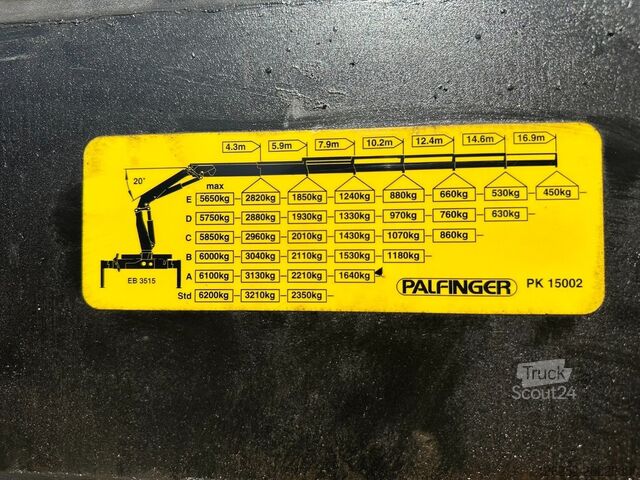 4.3m 5.9m 7.9m 10.2m 12.4m 14.6m 16.9m
20°
max
E 5650kg 2820kg 1850kg 1240kg 880kg 660kg 530kg 450kg
D 5750kg 2880kg 1930kg 1330kg 970kg 760kg 630kg
C 5850kg 2960kg 2010kg 1430kg 1070kg 860kg
B 6000kg 3040kg 2110kg 1530kg 1180kg
A 6100kg 3130kg 2210kg 1640kg
EB 3515
Std 6200kg 3210kg 2350kg
PALFINGER PK 15002
Truck
Scout24